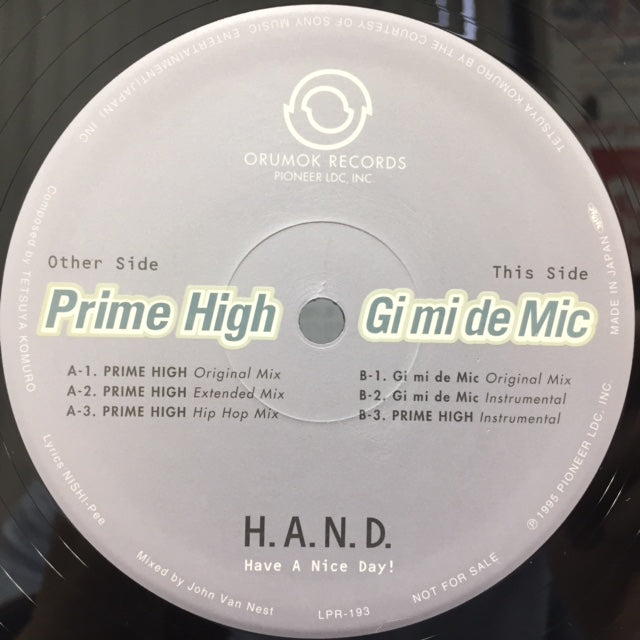 TETSUYA KOMURO BY THE COURTESY OF SONY MUSIC ENTERTAINMENT(JAPAN), INC
ORUMOK RECORDS
PIONEER LDC, INC
Other Side
This Side
Prime High
Gi mi de Mic
A-1. PRIME HIGH Original Mix
A-2. PRIME HIGH Extended Mix
A-3. PRIME HIGH Hip Hop Mix
B-1. Gi mi de Mic Original Mix
B-2. Gi mi de Mic Instrumental
B-3. PRIME HIGH Instrumental
H.A.N.D.
Have A Nice Day!
LPR-193
Composed by TETSUYA KOMURO
Lyrics NISHI-Pee
Mixed by John Van Nest
NOT FOR SALE
℗ 1995 PIONEER LDC, INC.
MADE IN JAPAN